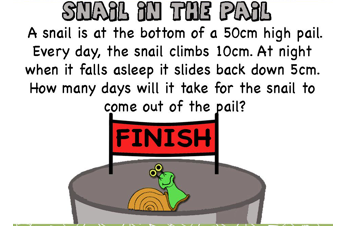 SNAIL IN THE PAIL
A snail is at the bottom of a 50cm high pail.
Every day, the snail climbs 10cm. At night
when it falls asleep it slides back down 5cm.
How many days will it take for the snail to
come out of the pail?
FINISH